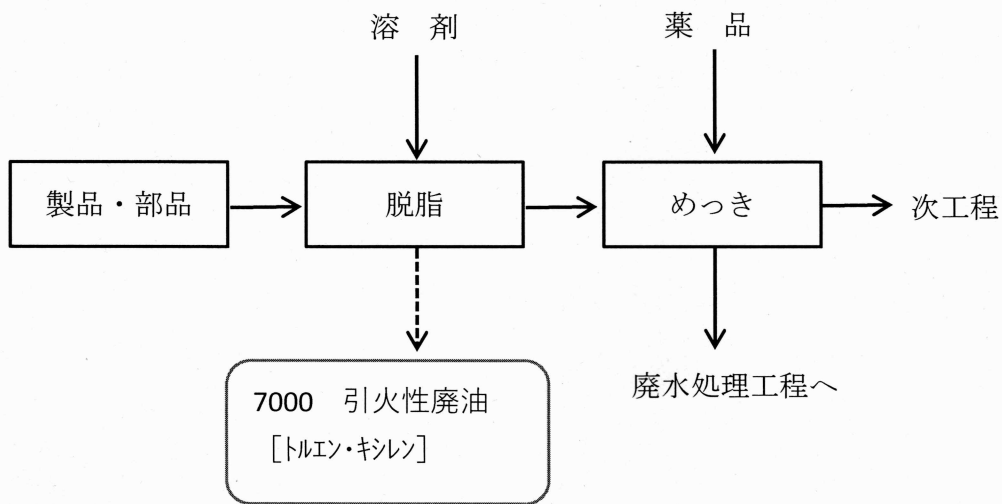 溶 剤
薬 品
製品・部品
脱脂
めっき
次工程
7000 引火性廃油
［ﾄﾙｴﾝ・ｷｼﾚﾝ］
廃水処理工程へ